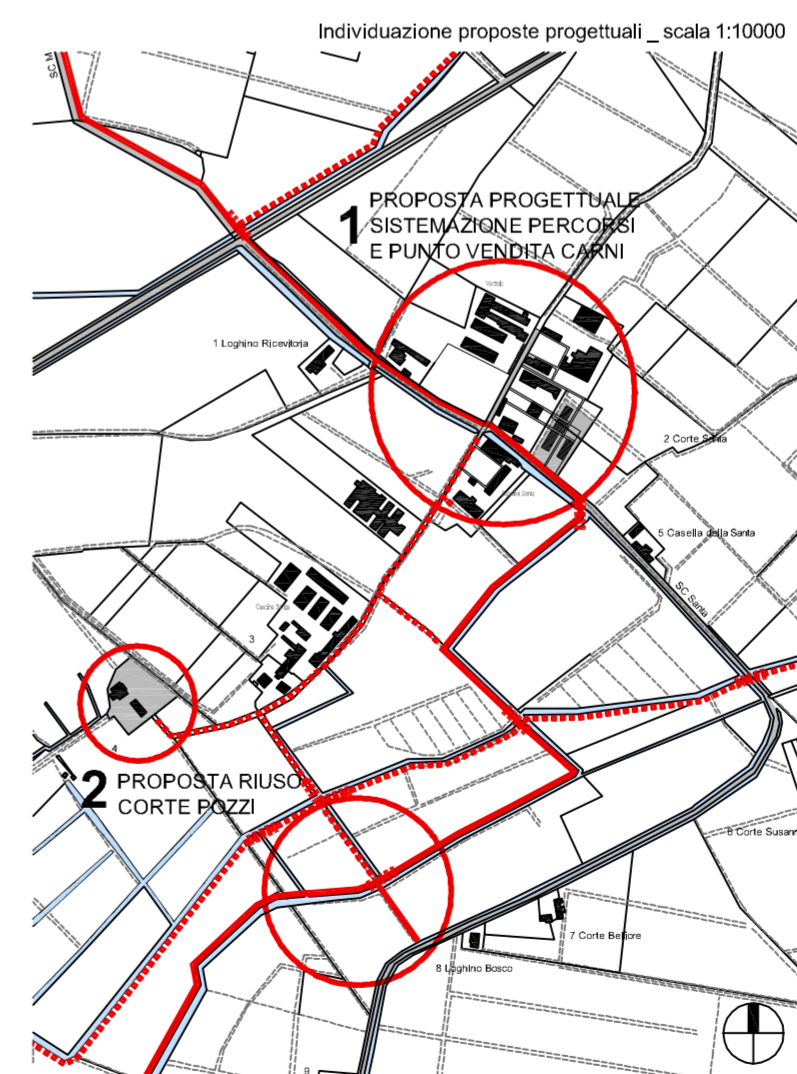 Individuazione proposte progettuali _ scala 1:10000
SC M
1
PROPOSTA PROGETTUALE
SISTEMAZIONE PERCORSI
E PUNTO VENDITA CARNI
1 Loghino Ricevitoria
2 Corte Santa
5 Casella della Santa
SC Santa
3
4
2
PROPOSTA RIUSO
CORTE POZZI
6 Corte Susan
7 Corte Belfiore
8 Loghino Bosco
9